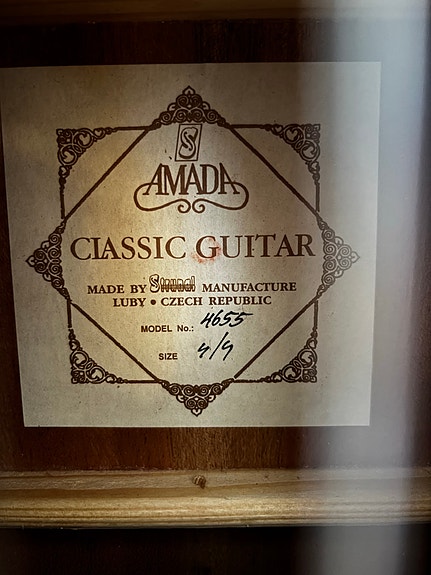 S
AMADA
CLASSIC GUITAR
MADE BY Strunal MANUFACTURE
LUBY • CZECH REPUBLIC
MODEL No.: 4655
SIZE 4/4